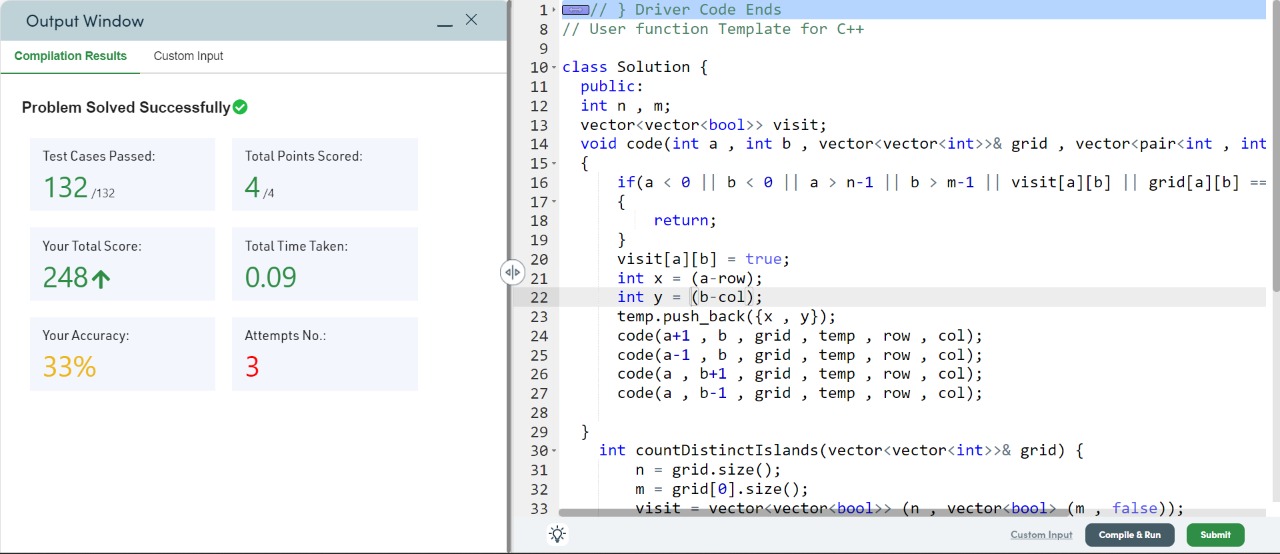 Output Window
Compilation Results Custom Input
Problem Solved Successfully
Test Cases Passed:
132 /132
Total Points Scored:
4 /4
Your Total Score:
248
Total Time Taken:
0.09
Your Accuracy:
33%
Attempts No.:
3
1 // } Driver Code Ends
8 // User function Template for C++
9
10 class Solution {
11 public:
12 int n , m;
13 vector<vector<bool>> visit;
14 void code(int a , int b , vector<vector<int>>& grid , vector<pair<int , int
15 {
16 if(a < 0 || b < 0 || a > n-1 || b > m-1 || visit[a][b] || grid[a][b] ==
17 {
18 return;
19 }
20 visit[a][b] = true;
21 int x = (a-row);
22 int y = (b-col);
23 temp.push_back({x , y});
24 code(a+1 , b , grid , temp , row , col);
25 code(a-1 , b , grid , temp , row , col);
26 code(a , b+1 , grid , temp , row , col);
27 code(a , b-1 , grid , temp , row , col);
28
29 }
30 int countDistinctIslands(vector<vector<int>>& grid) {
31 n = grid.size();
32 m = grid[0].size();
33 visit = vector<vector<bool>> (n , vector<bool> (m , false));
Custom Input Compile & Run Submit